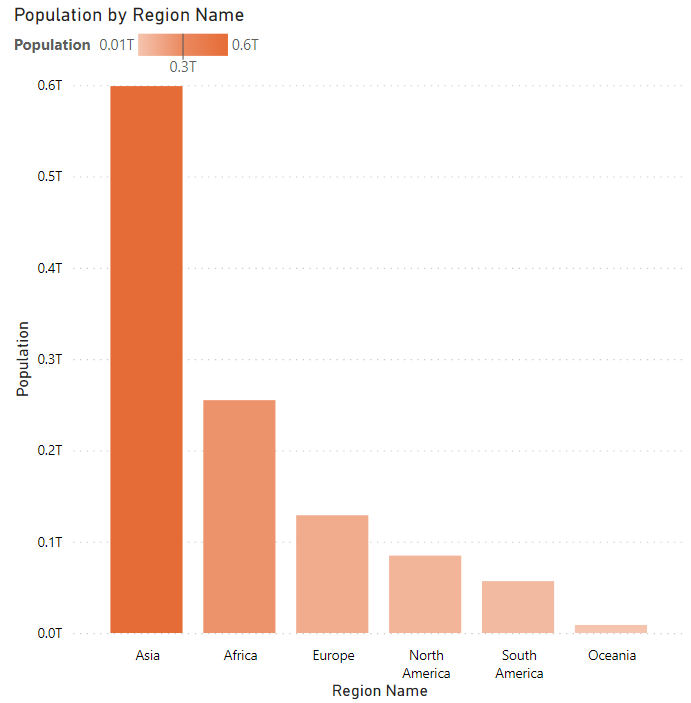 Population by Region Name
Population 0.01T 0.6T
0.3T
0.6T
0.5T
0.4T
0.3T
0.2T
0.1T
0.0T
Population
Asia Africa Europe North America South America Oceania
Region Name